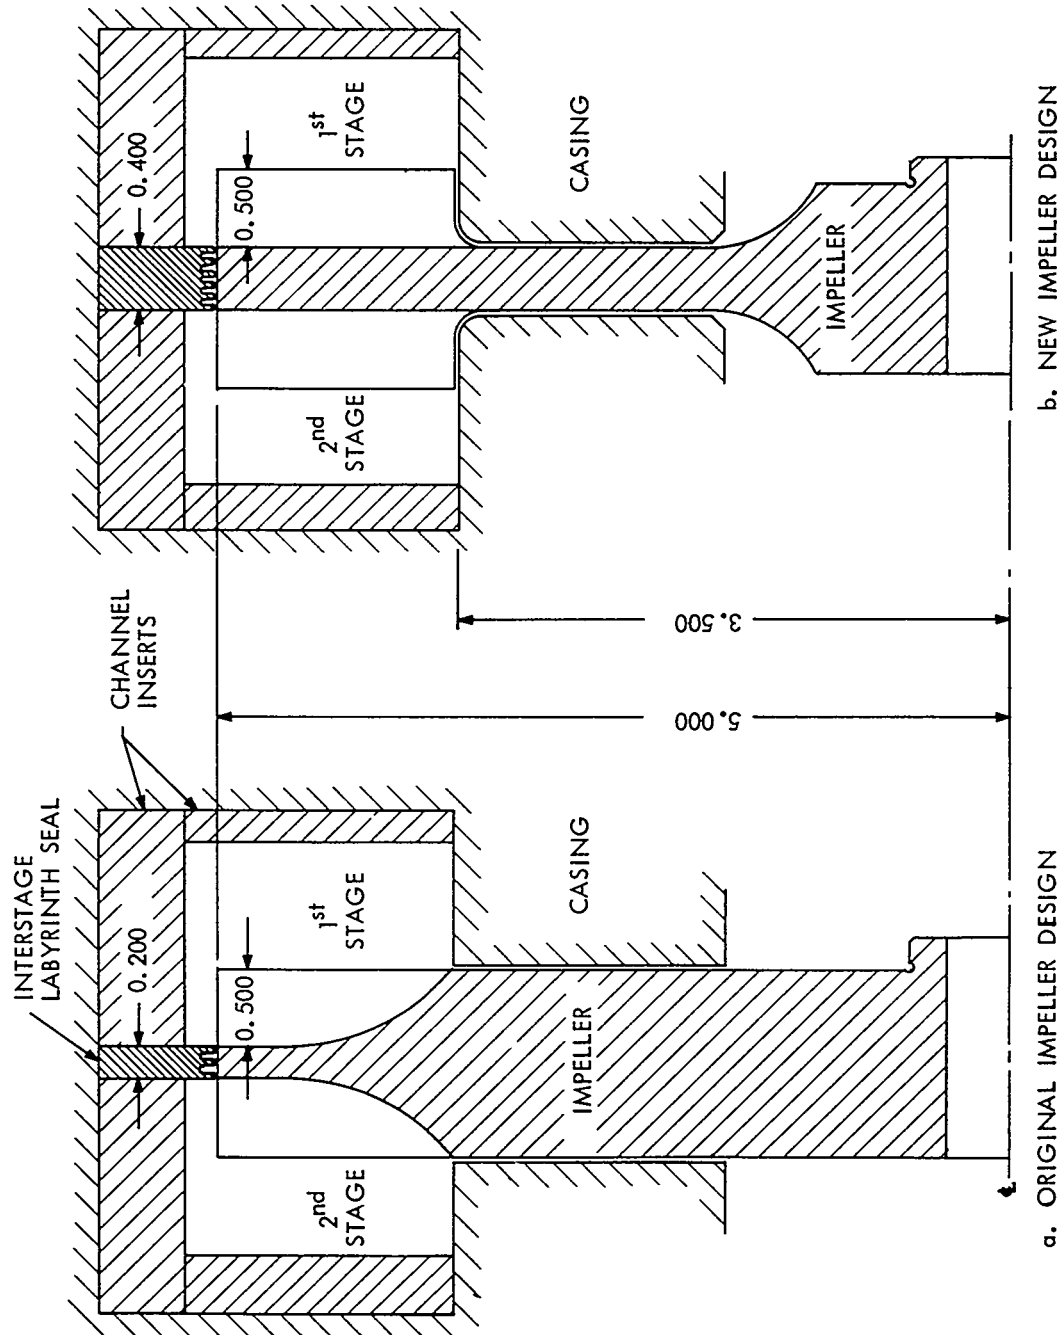 INTERSTAGE
LABYRINTH SEAL
CHANNEL
INSERTS
0.200
0.500
1st
STAGE
2nd
STAGE
CASING
IMPELLER
5.000
3.500
0.400
0.500
1st
STAGE
2nd
STAGE
CASING
IMPELLER
a. ORIGINAL IMPELLER DESIGN
b. NEW IMPELLER DESIGN